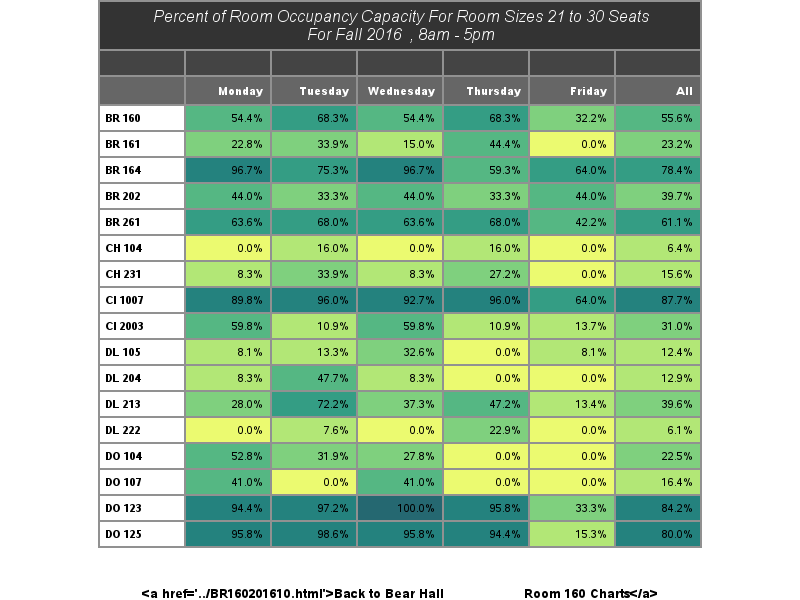 Percent of Room Occupancy Capacity For Room Sizes 21 to 30 Seats
For Fall 2016 , 8am - 5pm
Monday Tuesday Wednesday Thursday Friday All
BR 160 54.4% 68.3% 54.4% 68.3% 32.2% 55.6%
BR 161 22.8% 33.9% 15.0% 44.4% 0.0% 23.2%
BR 164 96.7% 75.3% 96.7% 59.3% 64.0% 78.4%
BR 202 44.0% 33.3% 44.0% 33.3% 44.0% 39.7%
BR 261 63.6% 68.0% 63.6% 68.0% 42.2% 61.1%
CH 104 0.0% 16.0% 0.0% 16.0% 0.0% 6.4%
CH 231 8.3% 33.9% 8.3% 27.2% 0.0% 15.6%
CI 1007 89.8% 96.0% 92.7% 96.0% 64.0% 87.7%
CI 2003 59.8% 10.9% 59.8% 10.9% 13.7% 31.0%
DL 105 8.1% 13.3% 32.6% 0.0% 8.1% 12.4%
DL 204 8.3% 47.7% 8.3% 0.0% 0.0% 12.9%
DL 213 28.0% 72.2% 37.3% 47.2% 13.4% 39.6%
DL 222 0.0% 7.6% 0.0% 22.9% 0.0% 6.1%
DO 104 52.8% 31.9% 27.8% 0.0% 0.0% 22.5%
DO 107 41.0% 0.0% 41.0% 0.0% 0.0% 16.4%
DO 123 94.4% 97.2% 100.0% 95.8% 33.3% 84.2%
DO 125 95.8% 98.6% 95.8% 94.4% 15.3% 80.0%
<a href='../BR160201610.html'>Back to Bear Hall Room 160 Charts</a>